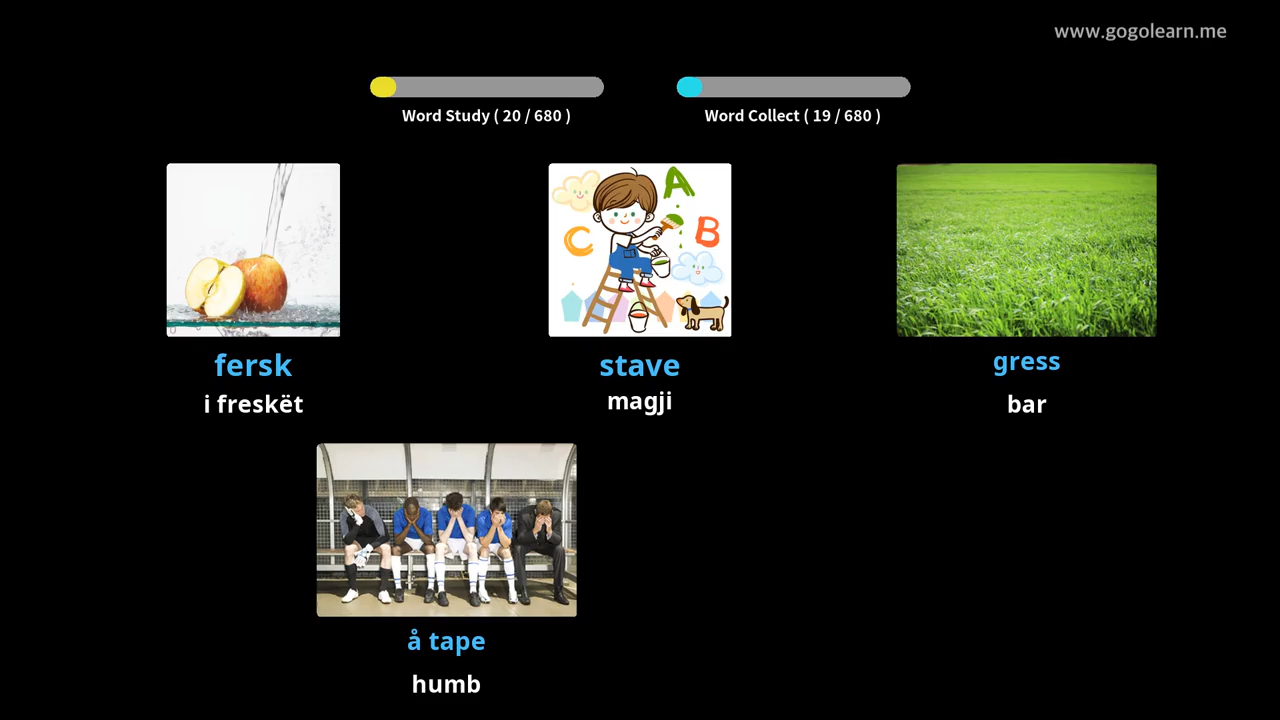 www.gogolearn.me
Word Study ( 20 / 680 )
Word Collect ( 19 / 680 )
A
B
C
fersk
i freskët
stave
magji
gress
bar
å tape
humb